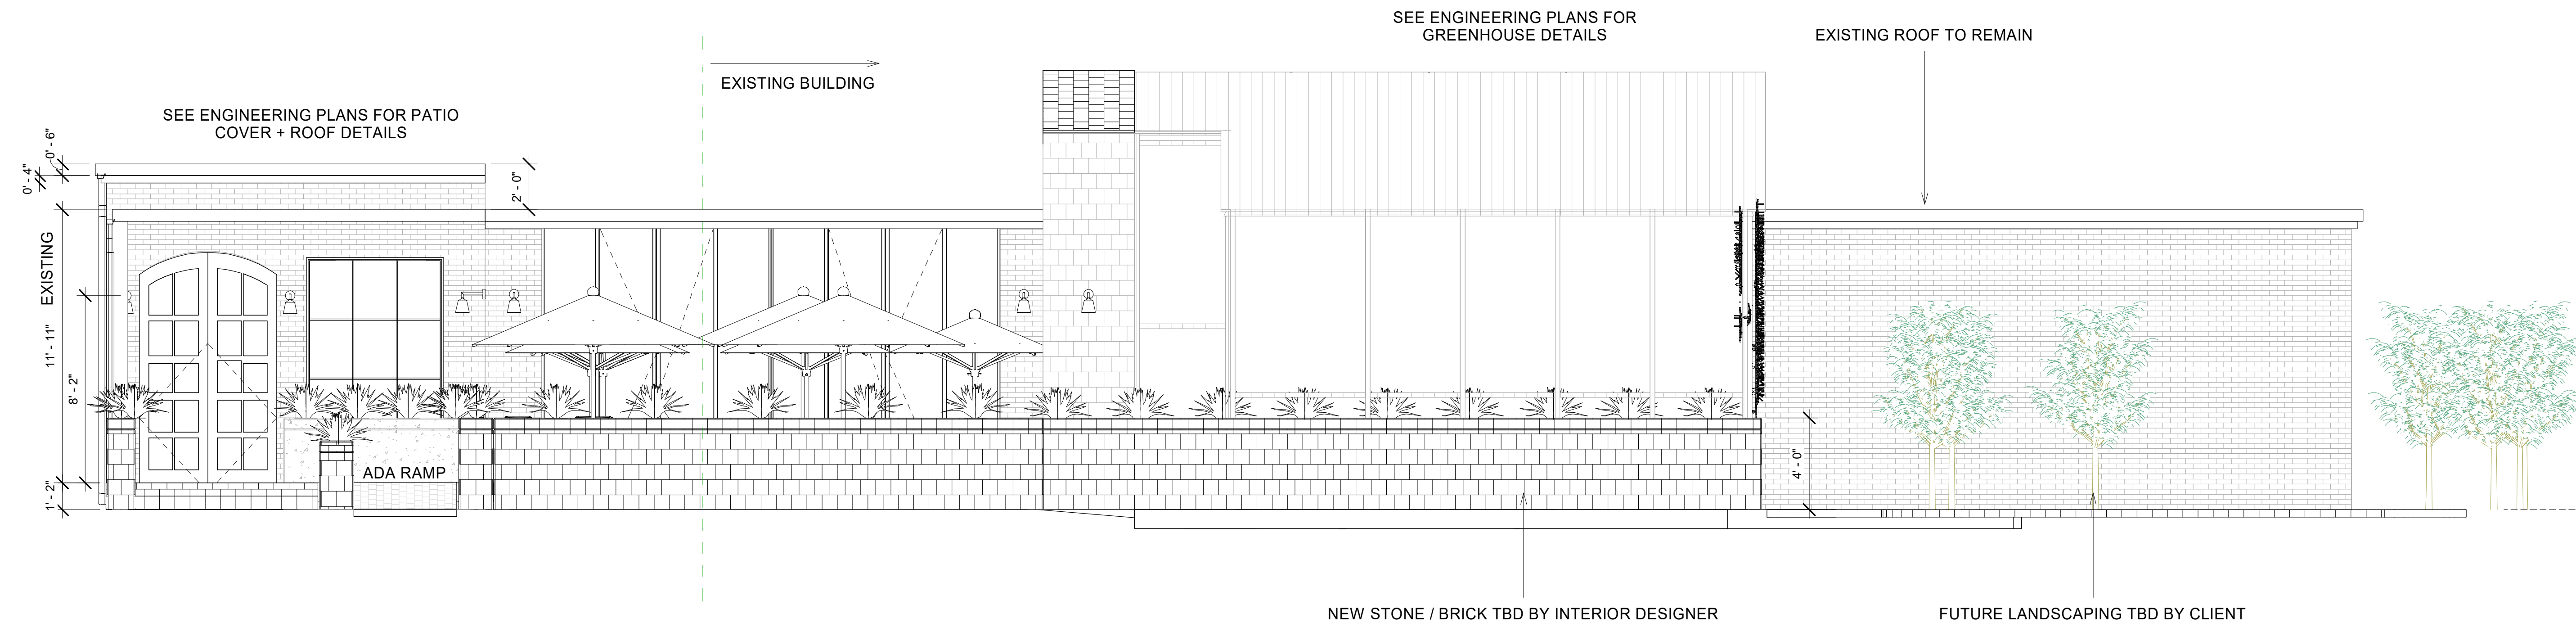 SEE ENGINEERING PLANS FOR
GREENHOUSE DETAILS
EXISTING ROOF TO REMAIN
EXISTING BUILDING
SEE ENGINEERING PLANS FOR PATIO
COVER + ROOF DETAILS
0' - 6"
0' - 4"
2' - 0"
EXISTING
11' - 11"
8' - 2"
1' - 2"
ADA RAMP
4' - 0"
NEW STONE / BRICK TBD BY INTERIOR DESIGNER
FUTURE LANDSCAPING TBD BY CLIENT